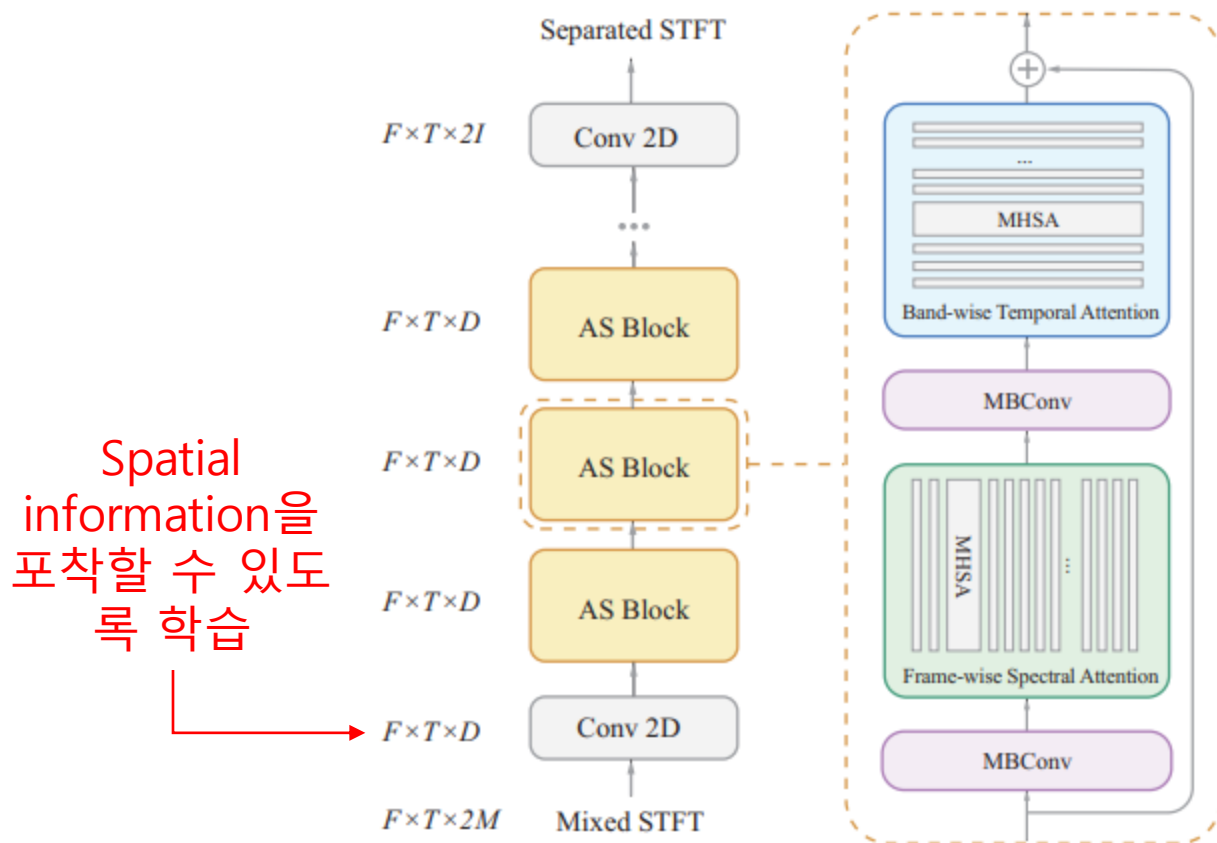 Separated STFT
F×T×2I
Conv 2D
...
F×T×D
AS Block
F×T×D
AS Block
F×T×D
AS Block
F×T×D
Conv 2D
F×T×2M
Mixed STFT
Spatial
information을
포착할 수 있도
록 학습
+
...
MHSA
Band-wise Temporal Attention
MBConv
MHSA
...
Frame-wise Spectral Attention
MBConv